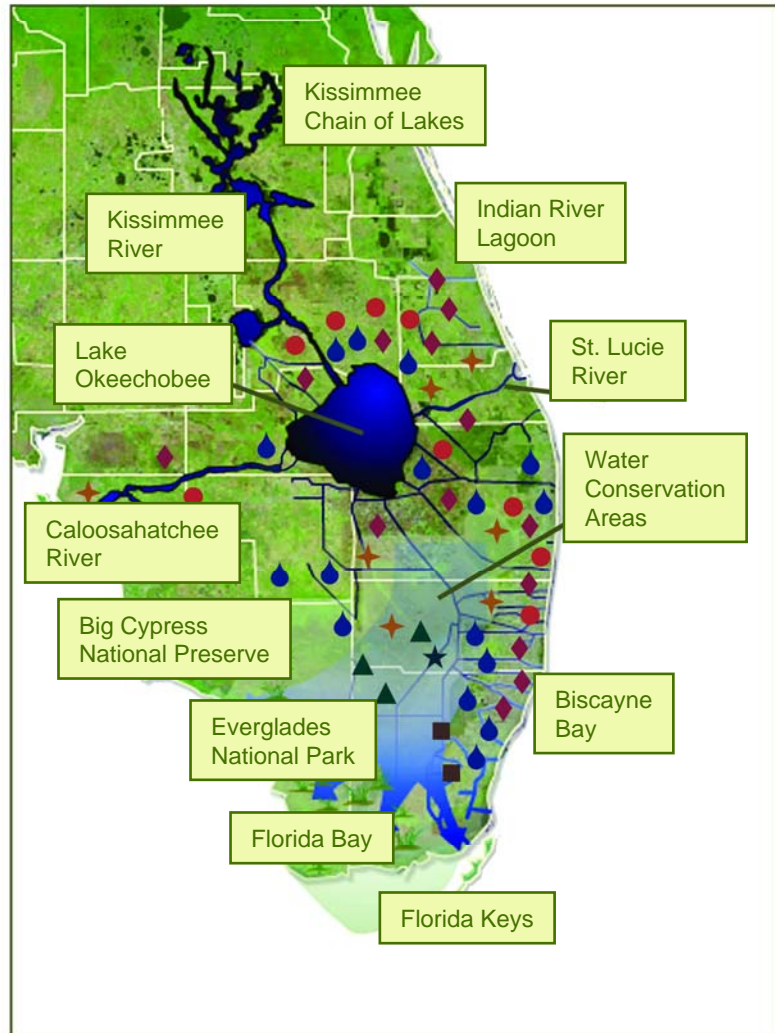 Kissimmee
Chain of Lakes
Kissimmee
River
Indian River
Lagoon
Lake
Okeechobee
St. Lucie
River
Water
Conservation
Areas
Caloosahatchee
River
Big Cypress
National Preserve
Everglades
National Park
Biscayne
Bay
Florida Bay
Florida Keys